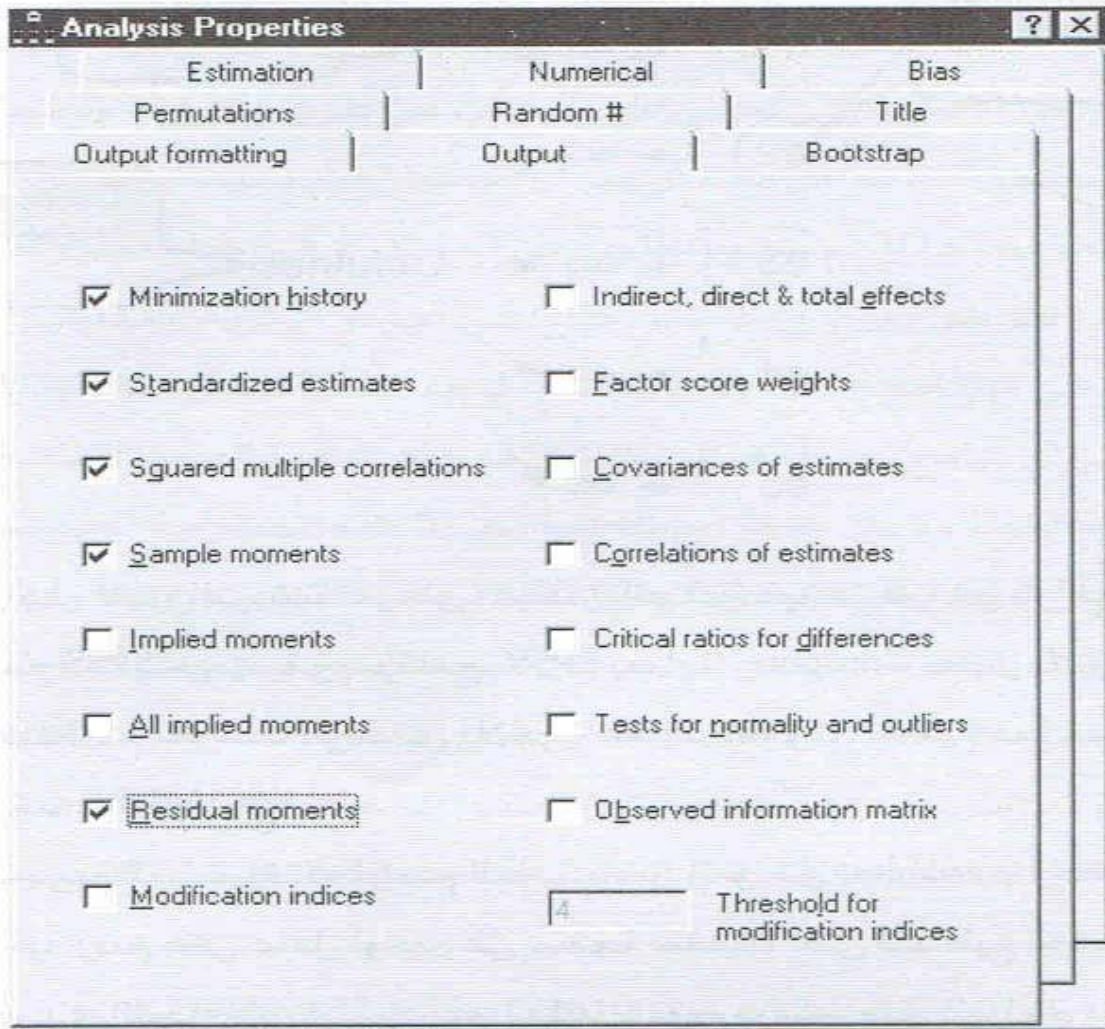 Analysis Properties ? X
Estimation Numerical Bias
Permutations Random # Title
Output formatting Output Bootstrap
Minimization history
Standardized estimates
Squared multiple correlations
Sample moments
Implied moments
All implied moments
Residual moments
Modification indices
Indirect, direct & total effects
Factor score weights
Covariances of estimates
Correlations of estimates
Critical ratios for differences
Tests for normality and outliers
Observed information matrix
4
Threshold for
modification indices